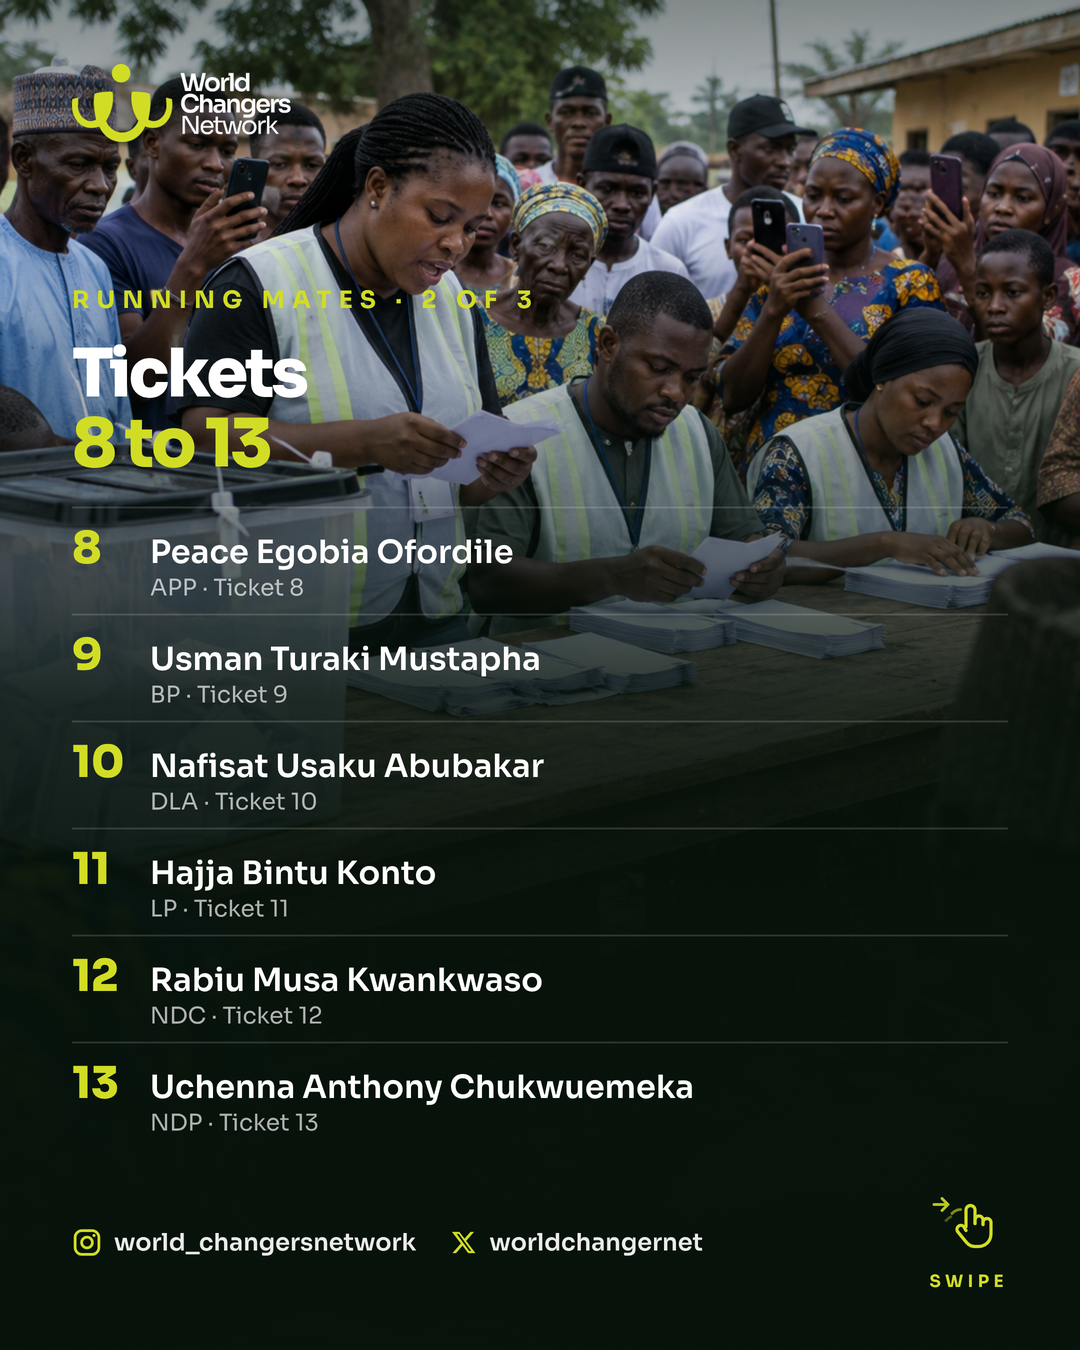 World
Changers
Network
RUNNING MATES · 2 OF 3
Tickets
8 to 13
8
Peace Egobia Ofordile
APP · Ticket 8
9
Usman Turaki Mustapha
BP · Ticket 9
10
Nafisat Usaku Abubakar
DLA · Ticket 10
11
Hajja Bintu Konto
LP · Ticket 11
12
Rabiu Musa Kwankwaso
NDC · Ticket 12
13
Uchenna Anthony Chukwuemeka
NDP · Ticket 13
world_changersnetwork
worldchangernet
SWIPE